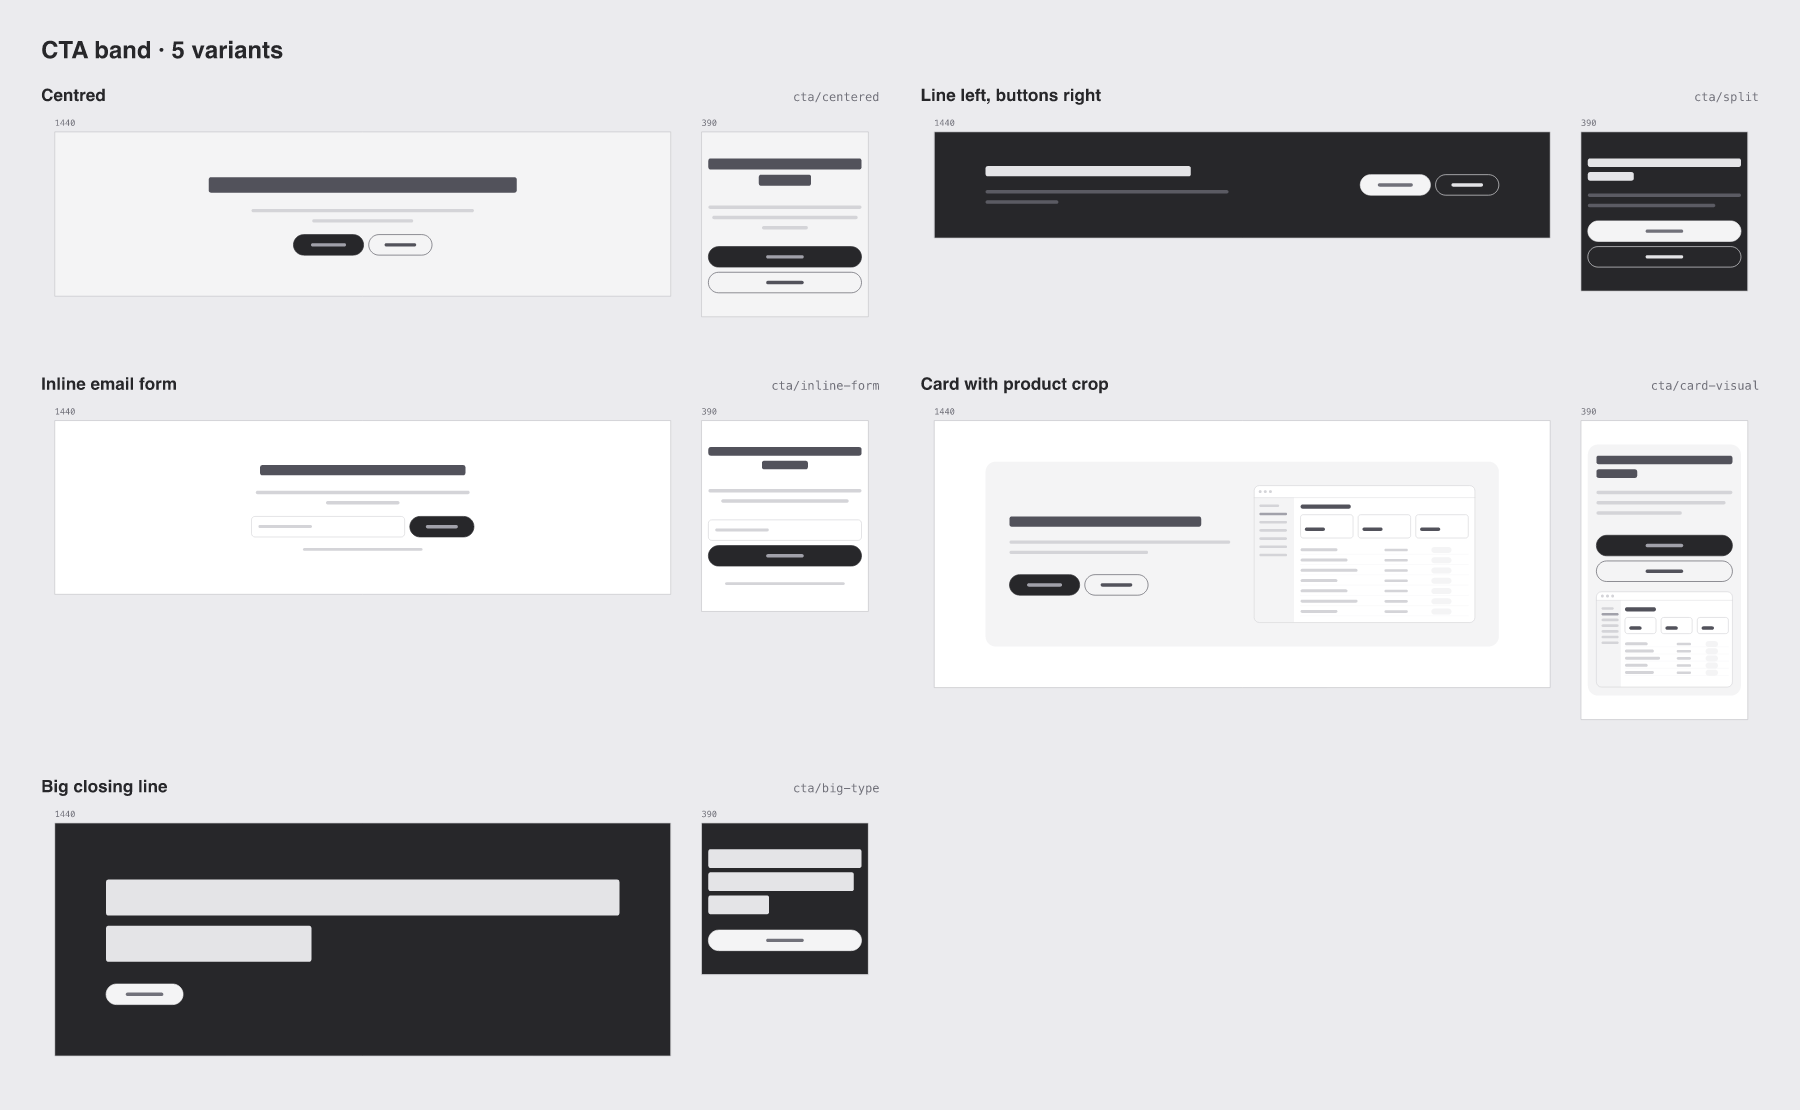 CTA band · 5 variants
Centred
cta/centered
1440
390
Line left, buttons right
cta/split
1440
390
Inline email form
cta/inline-form
1440
390
Card with product crop
cta/card-visual
1440
390
Big closing line
cta/big-type
1440
390